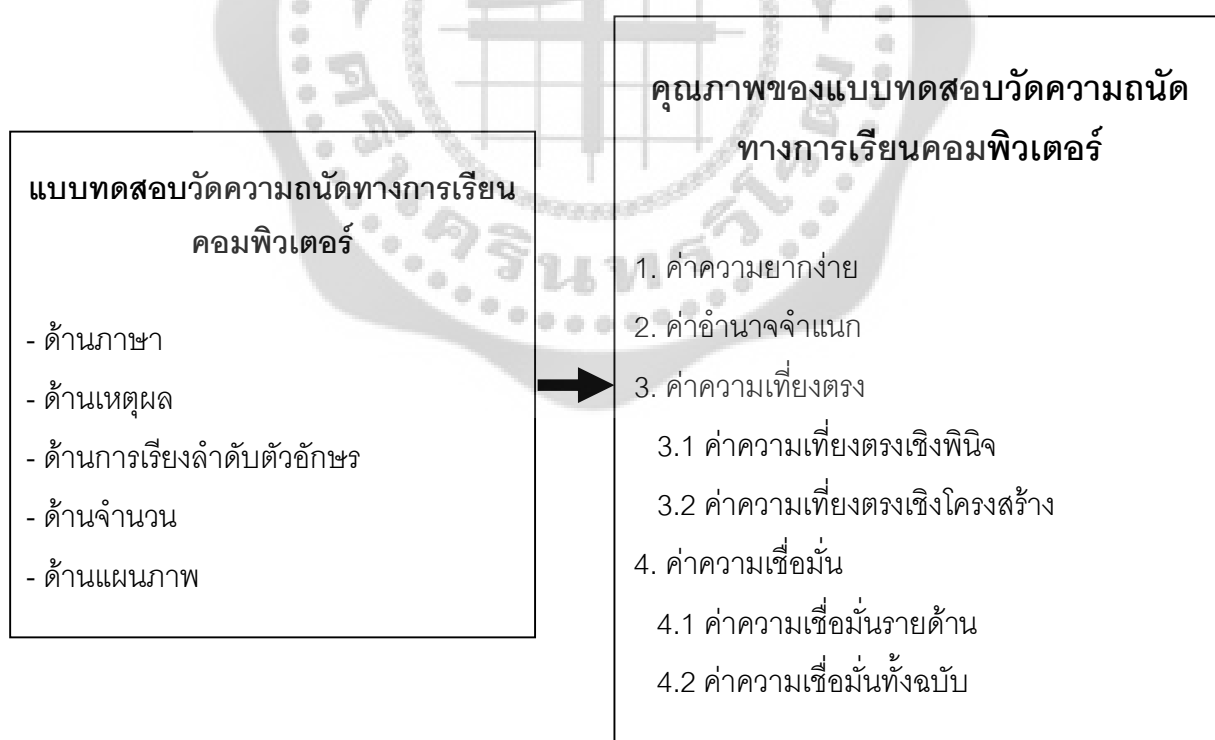 แบบทดสอบวัดความถนัดทางการเรียน
คอมพิวเตอร์
- ด้านภาษา
- ด้านเหตุผล
- ด้านการเรียงลำดับตัวอักษร
- ด้านจำนวน
- ด้านแผนภาพ
คุณภาพของแบบทดสอบวัดความถนัด
ทางการเรียนคอมพิวเตอร์
1. ค่าความยากง่าย
2. ค่าอำนาจจำแนก
3. ค่าความเที่ยงตรง
3.1 ค่าความเที่ยงตรงเชิงพินิจ
3.2 ค่าความเที่ยงตรงเชิงโครงสร้าง
4. ค่าความเชื่อมั่น
4.1 ค่าความเชื่อมั่นรายด้าน
4.2 ค่าความเชื่อมั่นทั้งฉบับ